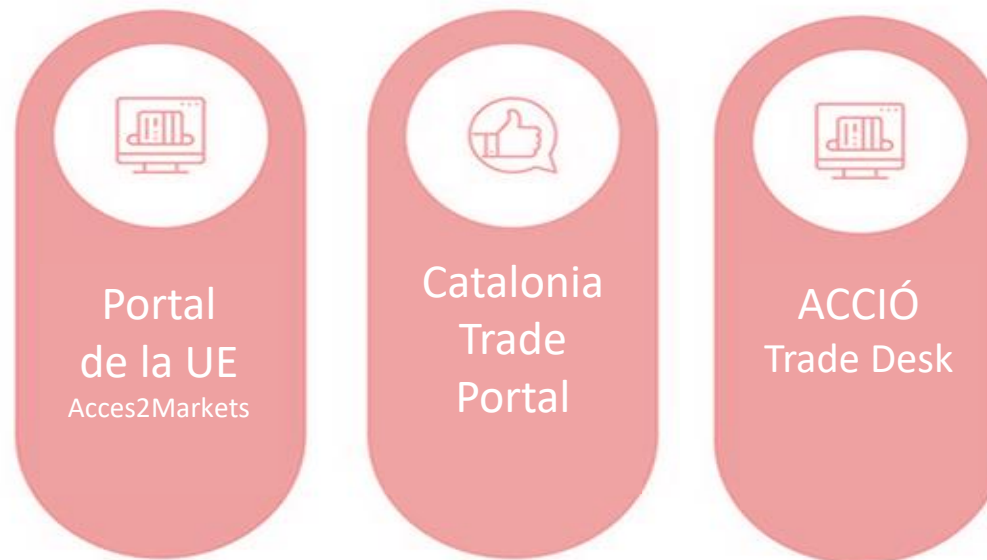 Portal
de la UE
Acces2Markets
Catalonia
Trade
Portal
ACCIÓ
Trade Desk